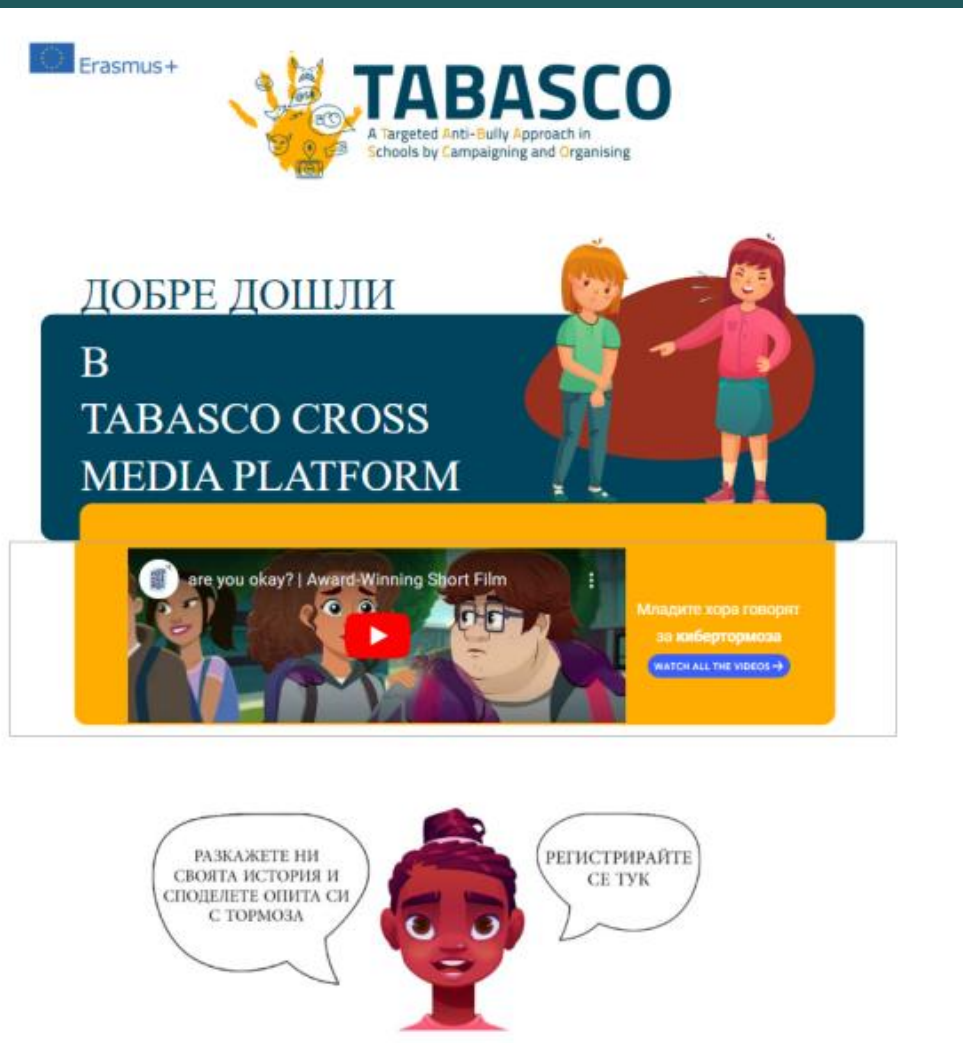 Erasmus+
TABASCO
A Targeted Anti-Bully Approach in
Schools by Campaigning and Organising
ДОБРЕ ДОШЛИ
В
TABASCO CROSS
MEDIA PLATFORM
are you okay? | Award-Winning Short Film
Младите хора говорят
за кибертормоза
WATCH ALL THE VIDEOS →
РАЗКАЖЕТЕ НИ
СВОЯТА ИСТОРИЯ И
СПОДЕЛЕТЕ ОПИТА СИ
С ТОРМОЗА
РЕГИСТРИРАЙТЕ
СЕ ТУК